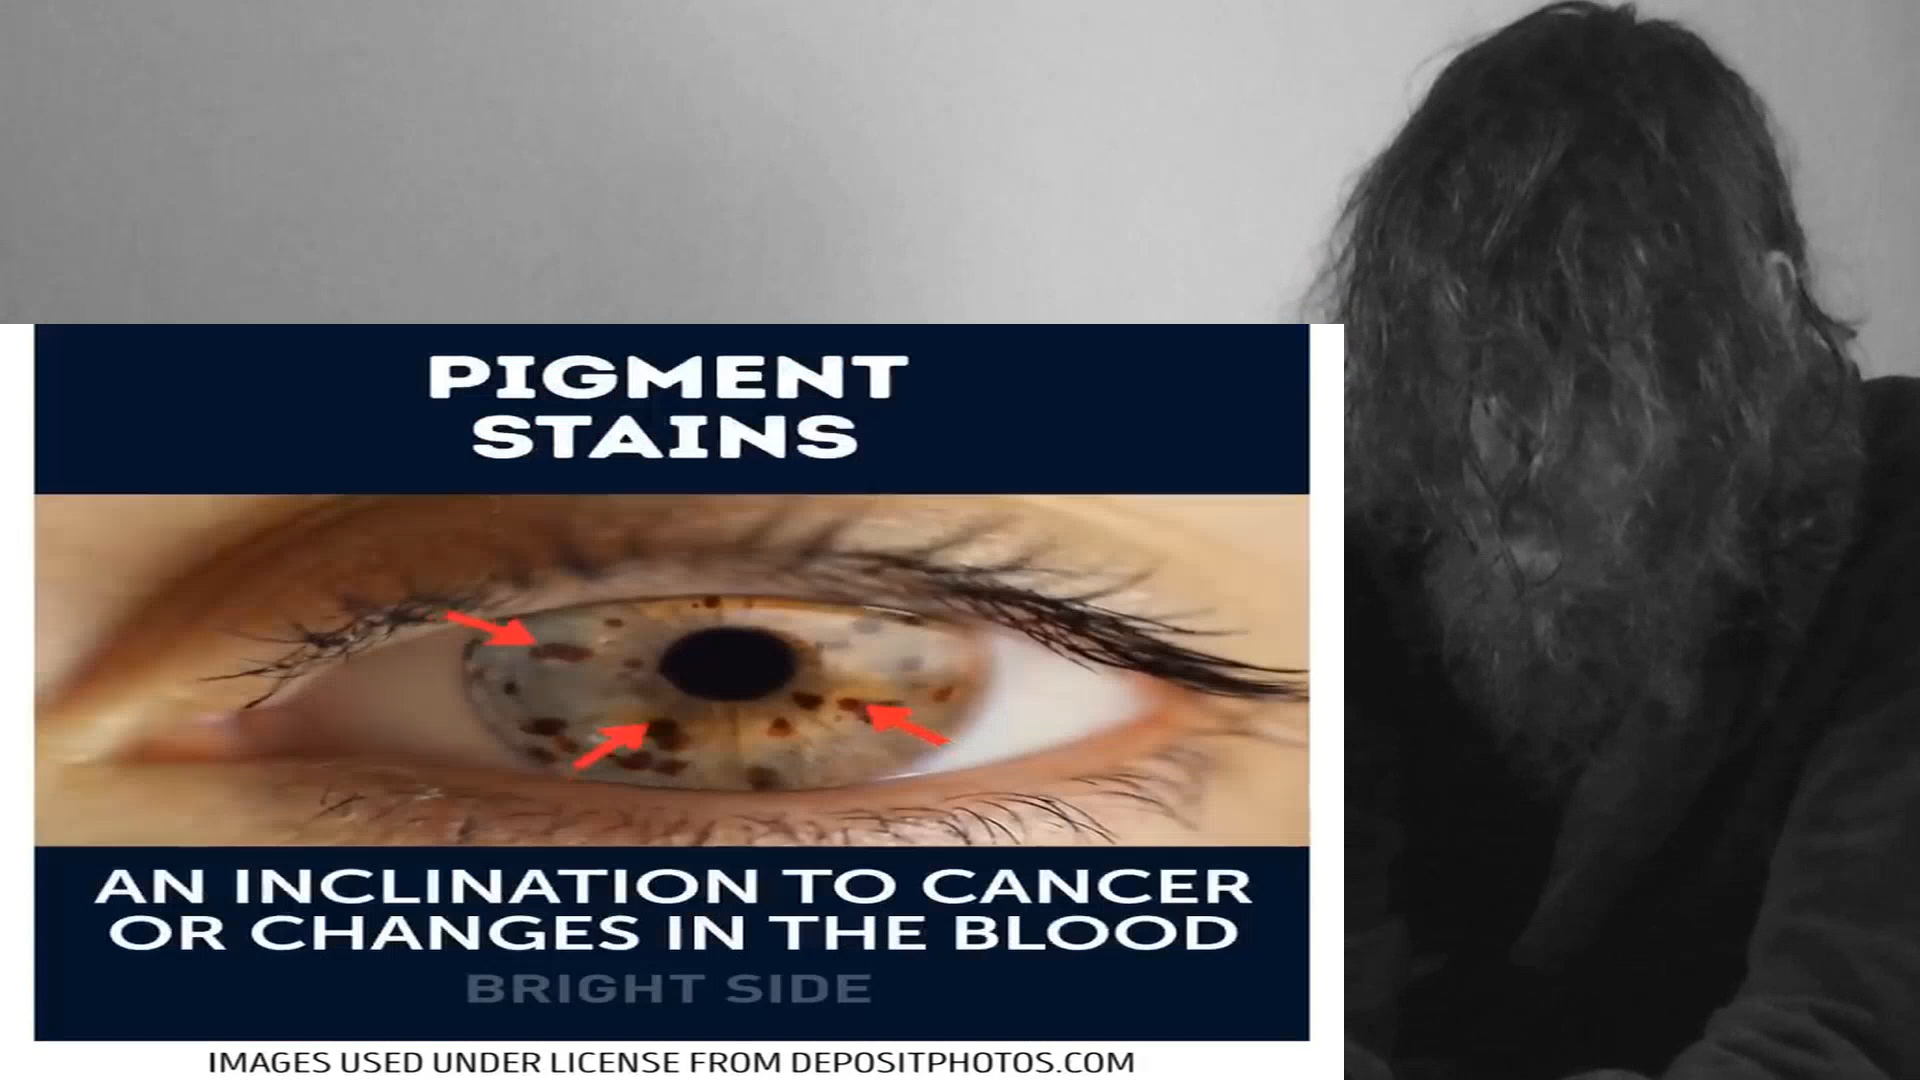 PIGMENT
STAINS
AN INCLINATION TO CANCER
OR CHANGES IN THE BLOOD
BRIGHT SIDE
IMAGES USED UNDER LICENSE FROM DEPOSITPHOTOS.COM